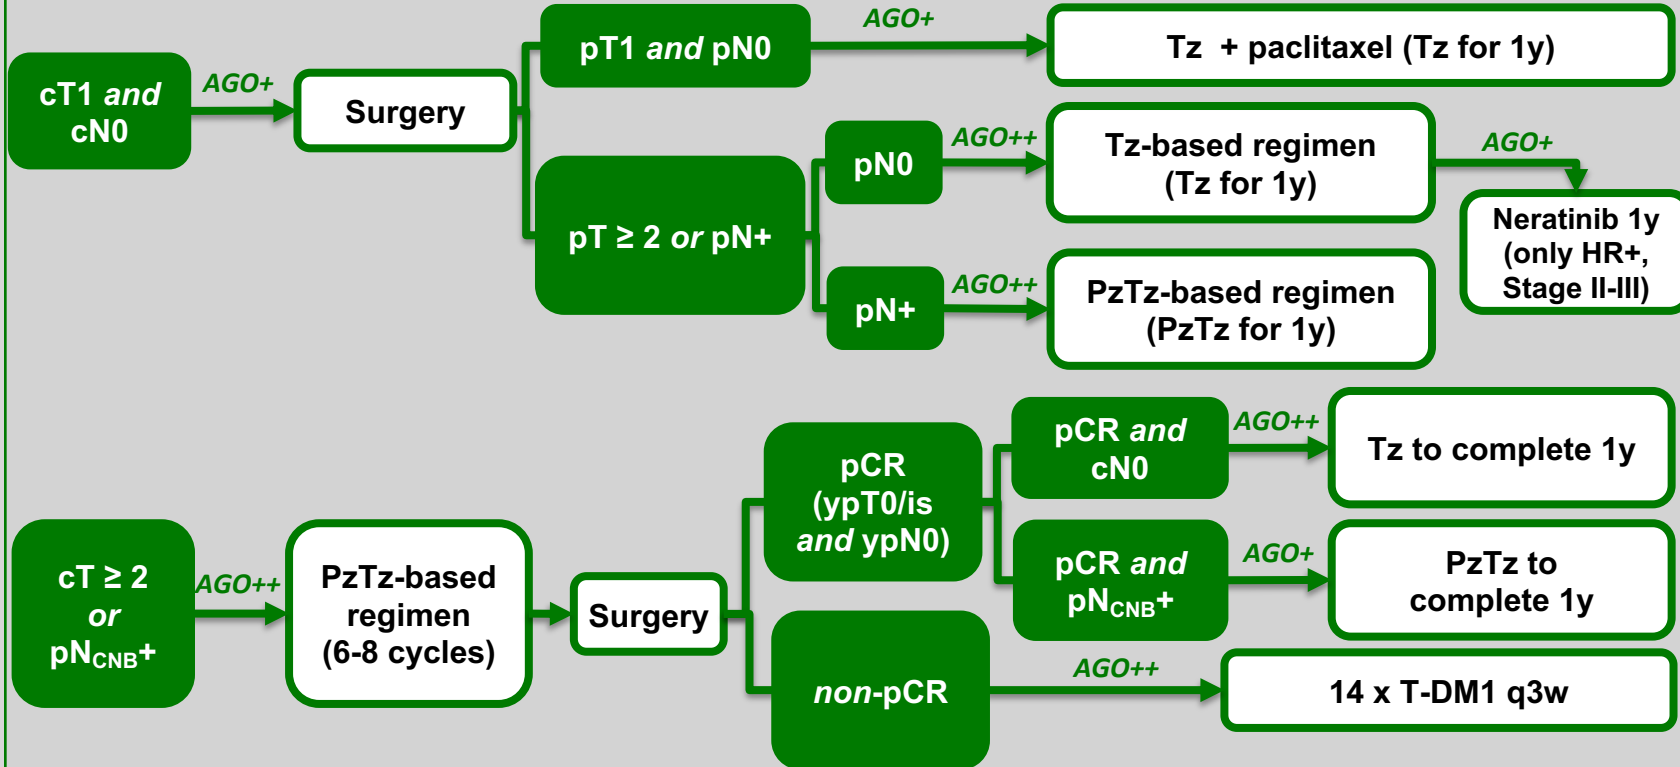 cT1 and
cN0
AGO+
Surgery
pT1 and pN0
AGO+
Tz + paclitaxel (Tz for 1y)
pT ≥ 2 or pN+
pN0
AGO++
Tz-based regimen
(Tz for 1y)
AGO+
Neratinib 1y
(only HR+,
Stage II-III)
pN+
AGO++
PzTz-based regimen
(PzTz for 1y)
cT ≥ 2
or
pNCNB+
AGO++
PzTz-based
regimen
(6-8 cycles)
Surgery
pCR
(ypT0/is
and ypN0)
pCR and
cN0
AGO++
Tz to complete 1y
pCR and
pNCNB+
AGO+
PzTz to
complete 1y
non-pCR
AGO++
14 x T-DM1 q3w